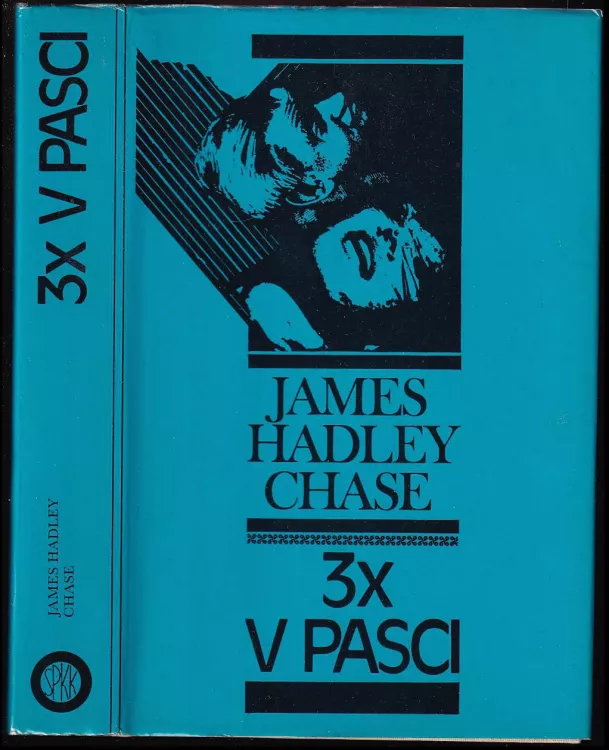 3x V PASCI
JAMES HADLEY
CHASE
SPKK
JAMES
HADLEY
CHASE
3x
V PASCI